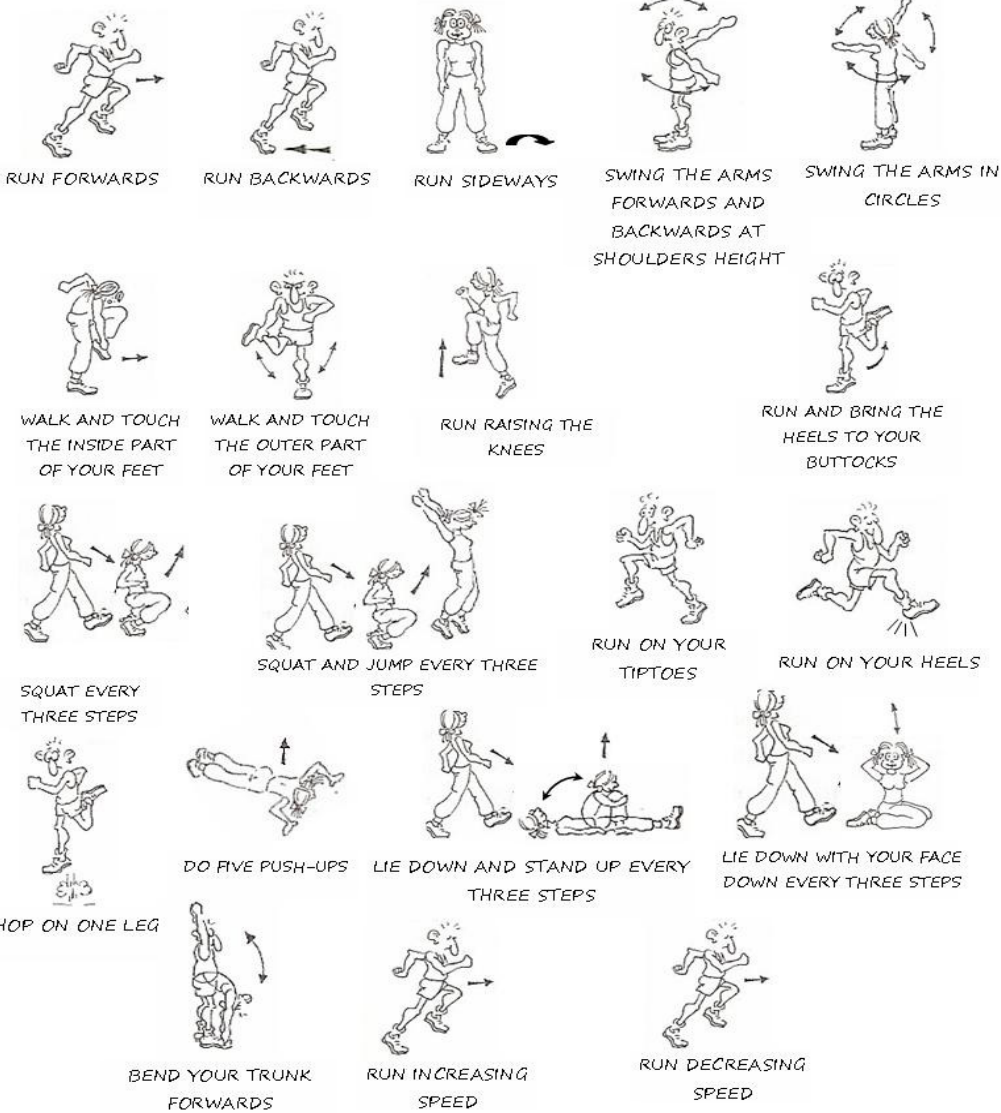 RUN FORWARDS
RUN BACKWARDS
RUN SIDEWAYS
SWING THE ARMS
FORWARDS AND
BACKWARDS AT
SHOULDERS HEIGHT
SWING THE ARMS IN
CIRCLES
WALK AND TOUCH
THE INSIDE PART
OF YOUR FEET
WALK AND TOUCH
THE OUTER PART
OF YOUR FEET
RUN RAISING THE
KNEES
RUN AND BRING THE
HEELS TO YOUR
BUTTOCKS
SQUAT EVERY
THREE STEPS
SQUAT AND JUMP EVERY THREE
STEPS
RUN ON YOUR
TIPTOES
RUN ON YOUR HEELS
HOP ON ONE LEG
DO FIVE PUSH-UPS
LIE DOWN AND STAND UP EVERY
THREE STEPS
LIE DOWN WITH YOUR FACE
DOWN EVERY THREE STEPS
BEND YOUR TRUNK
FORWARDS
RUN INCREASING
SPEED
RUN DECREASING
SPEED